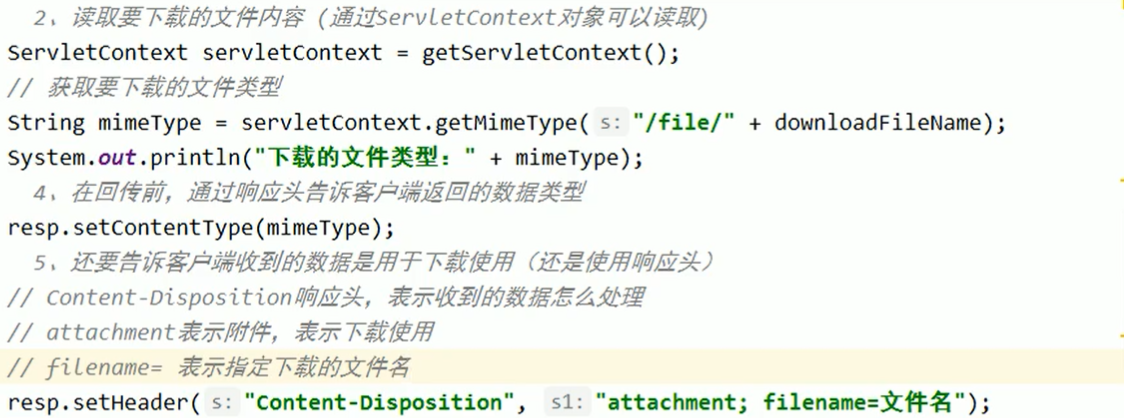 2、读取要下载的文件内容 (通过ServletContext对象可以读取)
ServletContext servletContext = getServletContext();
// 获取要下载的文件类型
String mimeType = servletContext.getMimeType( s: "/file/" + downloadFileName);
System.out.println("下载的文件类型：" + mimeType);
4、在回传前，通过响应头告诉客户端返回的数据类型
resp.setContentType(mimeType);
5、还要告诉客户端收到的数据是用于下载使用（还是使用响应头）
// Content-Disposition响应头，表示收到的数据怎么处理
// attachment表示附件，表示下载使用
// filename= 表示指定下载的文件名
resp.setHeader( s: "Content-Disposition", s1: "attachment; filename=文件名");